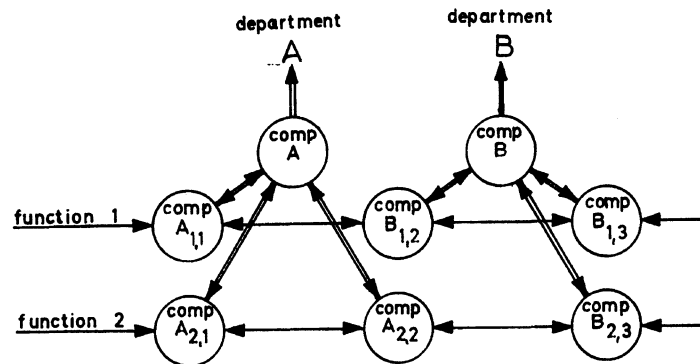 department
A
department
B
comp
A
comp
B
function 1
comp
A1,1
comp
B1,2
comp
B1,3
function 2
comp
A2,1
comp
A2,2
comp
B2,3